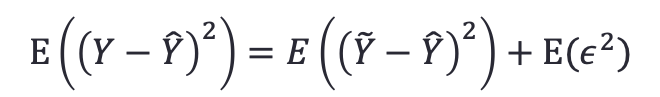 E((Y − Ŷ)²) = E((Ỹ − Ŷ)²) + E(ϵ²)